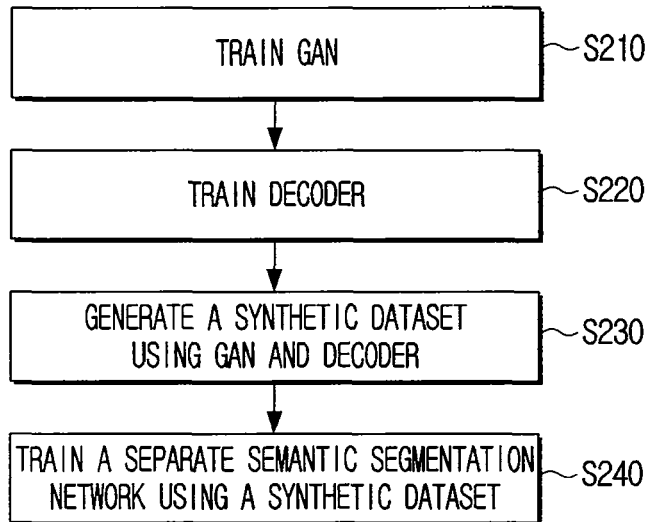 TRAIN GAN
S210
TRAIN DECODER
S220
GENERATE A SYNTHETIC DATASET
USING GAN AND DECODER
S230
TRAIN A SEPARATE SEMANTIC SEGMENTATION
NETWORK USING A SYNTHETIC DATASET
S240